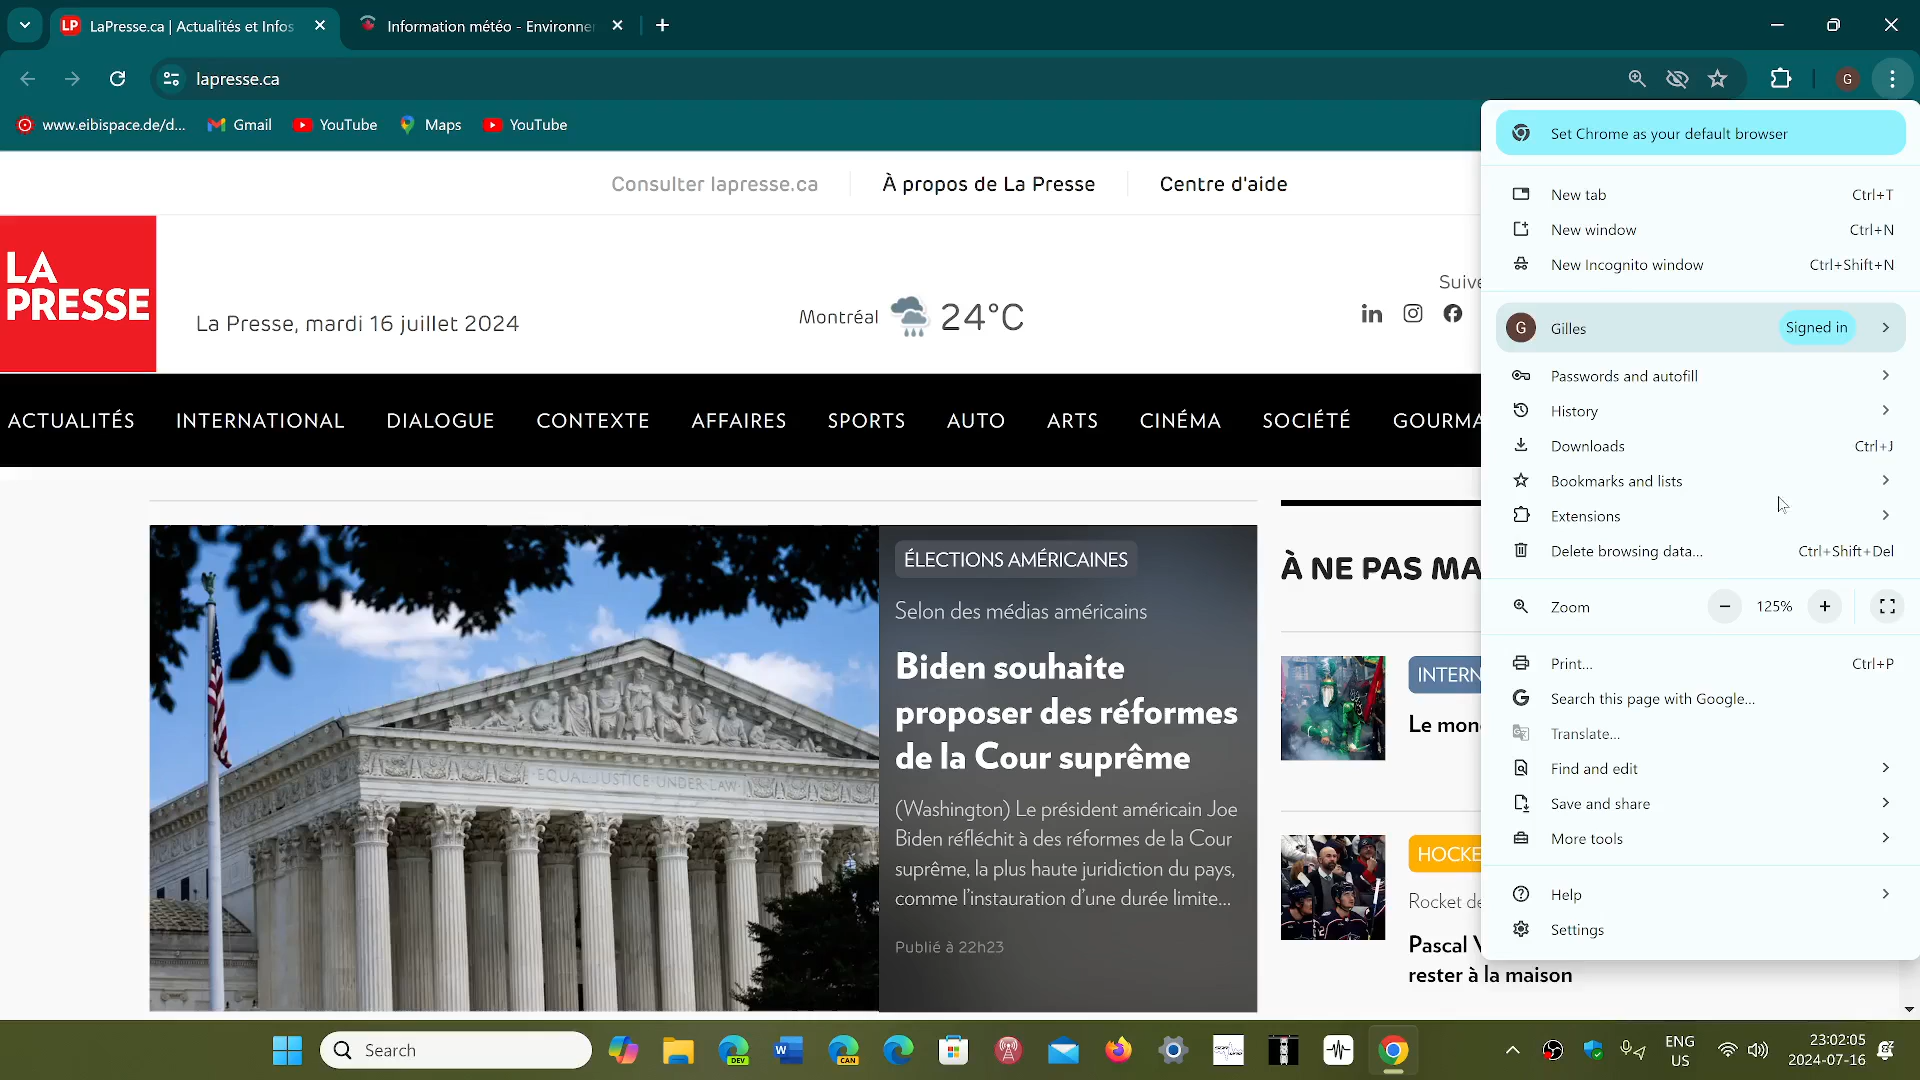 LP LaPresse.ca | Actualités et Infos
Information météo - Environne
lapresse.ca
G
www.eibispace.de/d...
Gmail
YouTube
Maps
YouTube
Consulter lapresse.ca
À propos de La Presse
Centre d'aide
LA
PRESSE
La Presse, mardi 16 juillet 2024
Montréal
24°C
Suive
ACTUALITÉS
INTERNATIONAL
DIALOGUE
CONTEXTE
AFFAIRES
SPORTS
AUTO
ARTS
CINÉMA
SOCIÉTÉ
GOURMA
EQUAL JUSTICE UNDER LAW
ÉLECTIONS AMÉRICAINES
Selon des médias américains
Biden souhaite
proposer des réformes
de la Cour suprême
(Washington) Le président américain Joe
Biden réfléchit à des réformes de la Cour
suprême, la plus haute juridiction du pays,
comme l'instauration d'une durée limite...
Publié à 22h23
À NE PAS MA
INTERN
Le mon
HOCKE
Rocket de
Pascal V
rester à la maison
Set Chrome as your default browser
New tab Ctrl+T
New window Ctrl+N
New Incognito window Ctrl+Shift+N
G Gilles Signed in
Passwords and autofill
History
Downloads Ctrl+J
Bookmarks and lists
Extensions
Delete browsing data... Ctrl+Shift+Del
Zoom − 125% +
Print... Ctrl+P
Search this page with Google...
Translate...
Find and edit
Save and share
More tools
Help
Settings
Search
DEV
W
CAN
ENG
US
23:02:05
2024-07-16